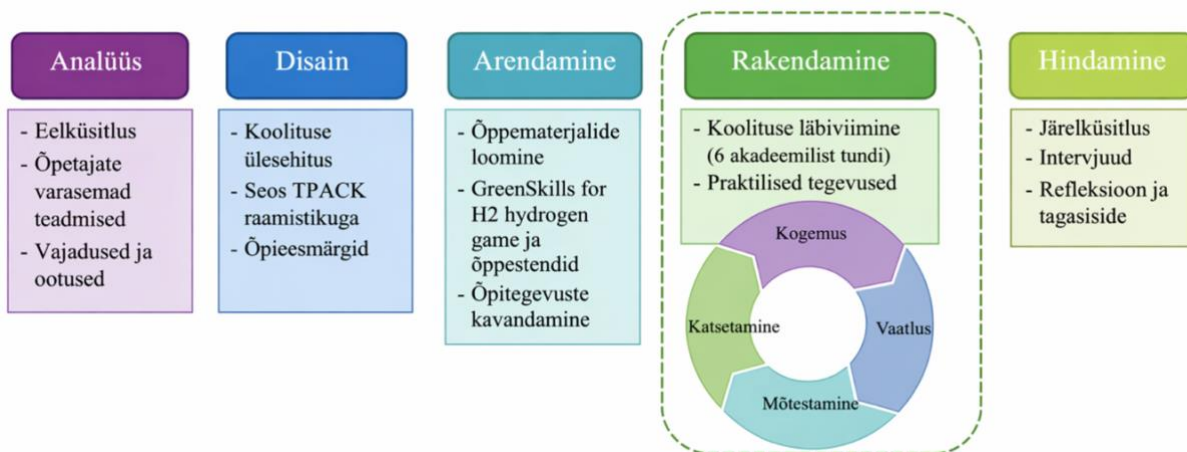 Analüüs
- Eelküsitlus
- Õpetajate
varasemad
teadmised
- Vajadused ja
ootused
Disain
- Koolituse
ülesehitus
- Seos TPACK
raamistikuga
- Õpieesmärgid
Arendamine
- Õppematerjalide
loomine
- GreenSkills for
H2 hydrogen
game ja
õppestendid
- Õpitegevuste
kavandamine
Rakendamine
- Koolituse läbiviimine
(6 akadeemilist tundi)
- Praktilised tegevused
Kogemus
Vaatlus
Mõtestamine
Katsetamine
Hindamine
- Järelküsitlus
- Intervjuud
- Refleksioon ja
tagasiside